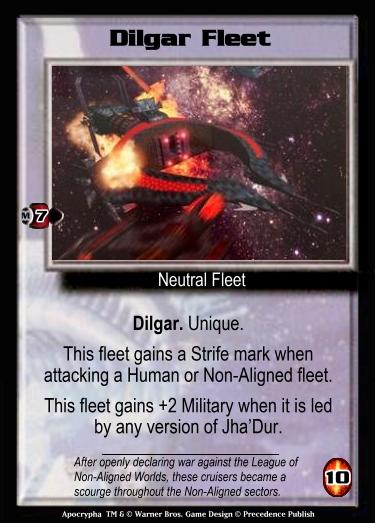 Dilgar Fleet
M 7
Neutral Fleet
Dilgar. Unique.
This fleet gains a Strife mark when
attacking a Human or Non-Aligned fleet.
This fleet gains +2 Military when it is led
by any version of Jha'Dur.
After openly declaring war against the League of
Non-Aligned Worlds, these cruisers became a
scourge throughout the Non-Aligned sectors.
10
Apocrypha TM & © Warner Bros. Game Design © Precedence Publish